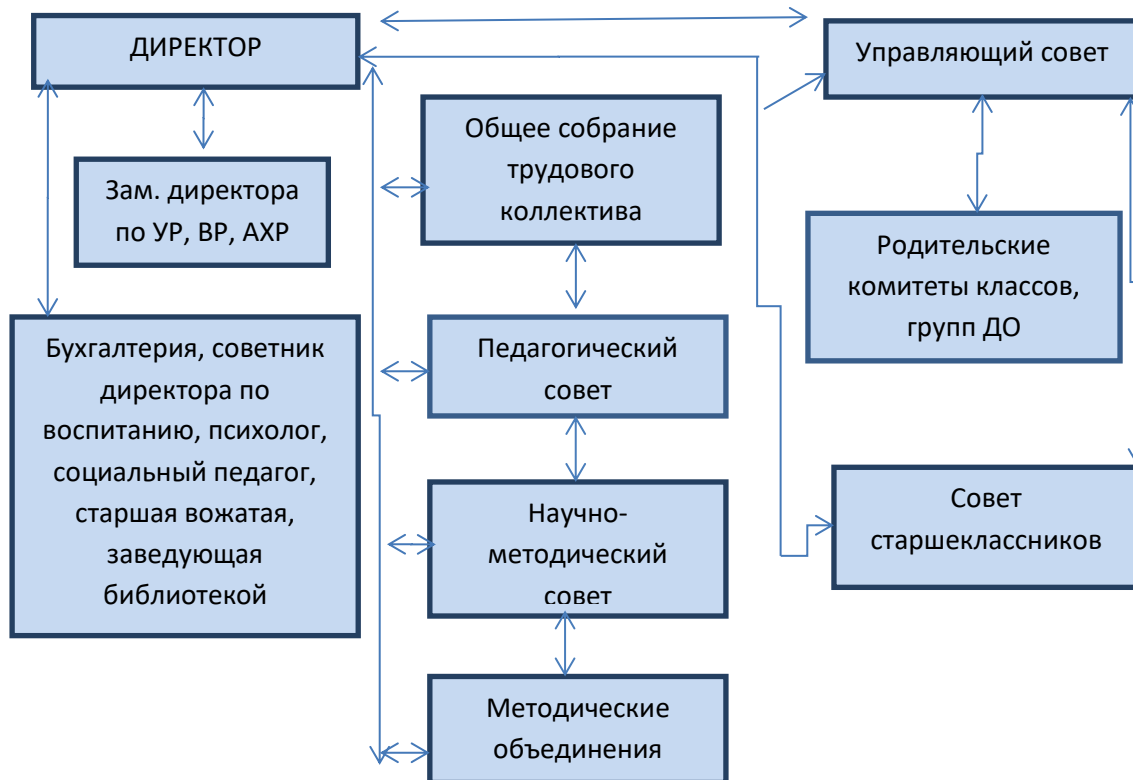 ДИРЕКТОР
Управляющий совет
Общее собрание
трудового
коллектива
Зам. директора
по УР, ВР, АХР
Родительские
комитеты классов,
групп ДО
Бухгалтерия, советник
директора по
воспитанию, психолог,
социальный педагог,
старшая вожатая,
заведующая
библиотекой
Педагогический
совет
Научно-
методический
совет
Совет
старшеклассников
Методические
объединения